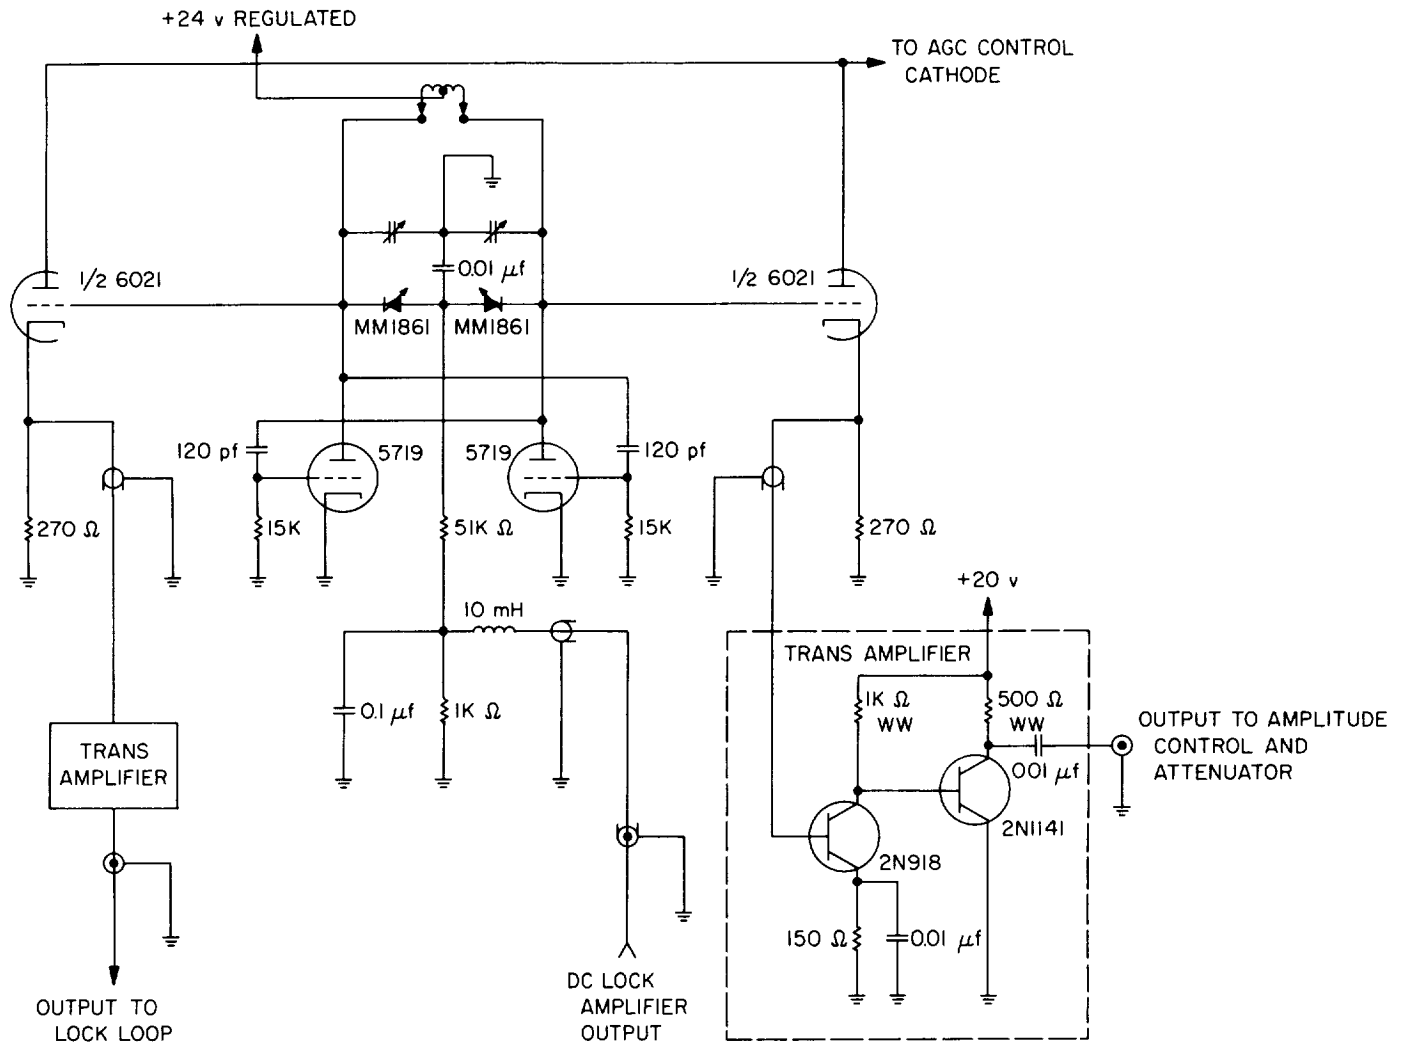 +24 v REGULATED
TO AGC CONTROL
CATHODE
1/2 6021
0.01 µf
1/2 6021
MM1861
MM1861
120 pf
5719
5719
120 pf
270 Ω
15K
51K Ω
15K
270 Ω
+20 v
10 mH
TRANS AMPLIFIER
1K Ω
WW
500 Ω
WW
0.1 µf
1K Ω
OUTPUT TO AMPLITUDE
CONTROL AND
ATTENUATOR
TRANS
AMPLIFIER
001 µf
2N1141
2N918
150 Ω
0.01 µf
DC LOCK
AMPLIFIER
OUTPUT
OUTPUT TO
LOCK LOOP